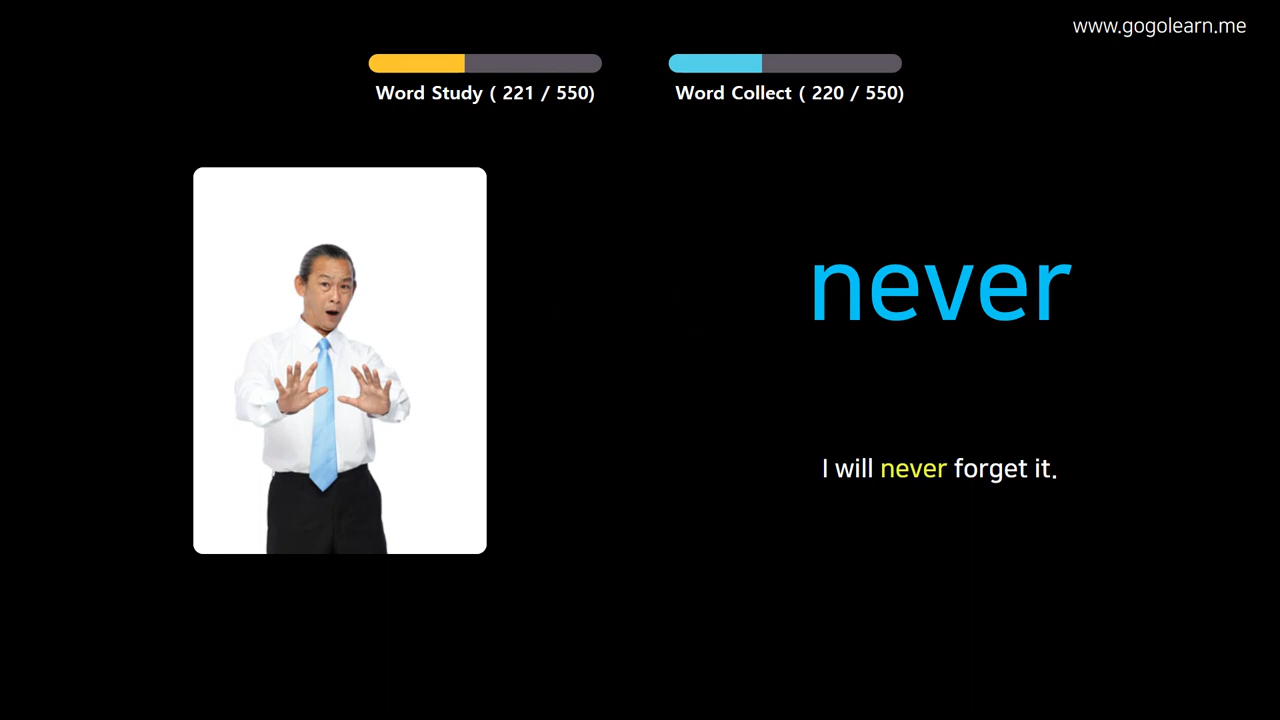 www.gogolearn.me
Word Study ( 221 / 550)
Word Collect ( 220 / 550)
never
I will never forget it.